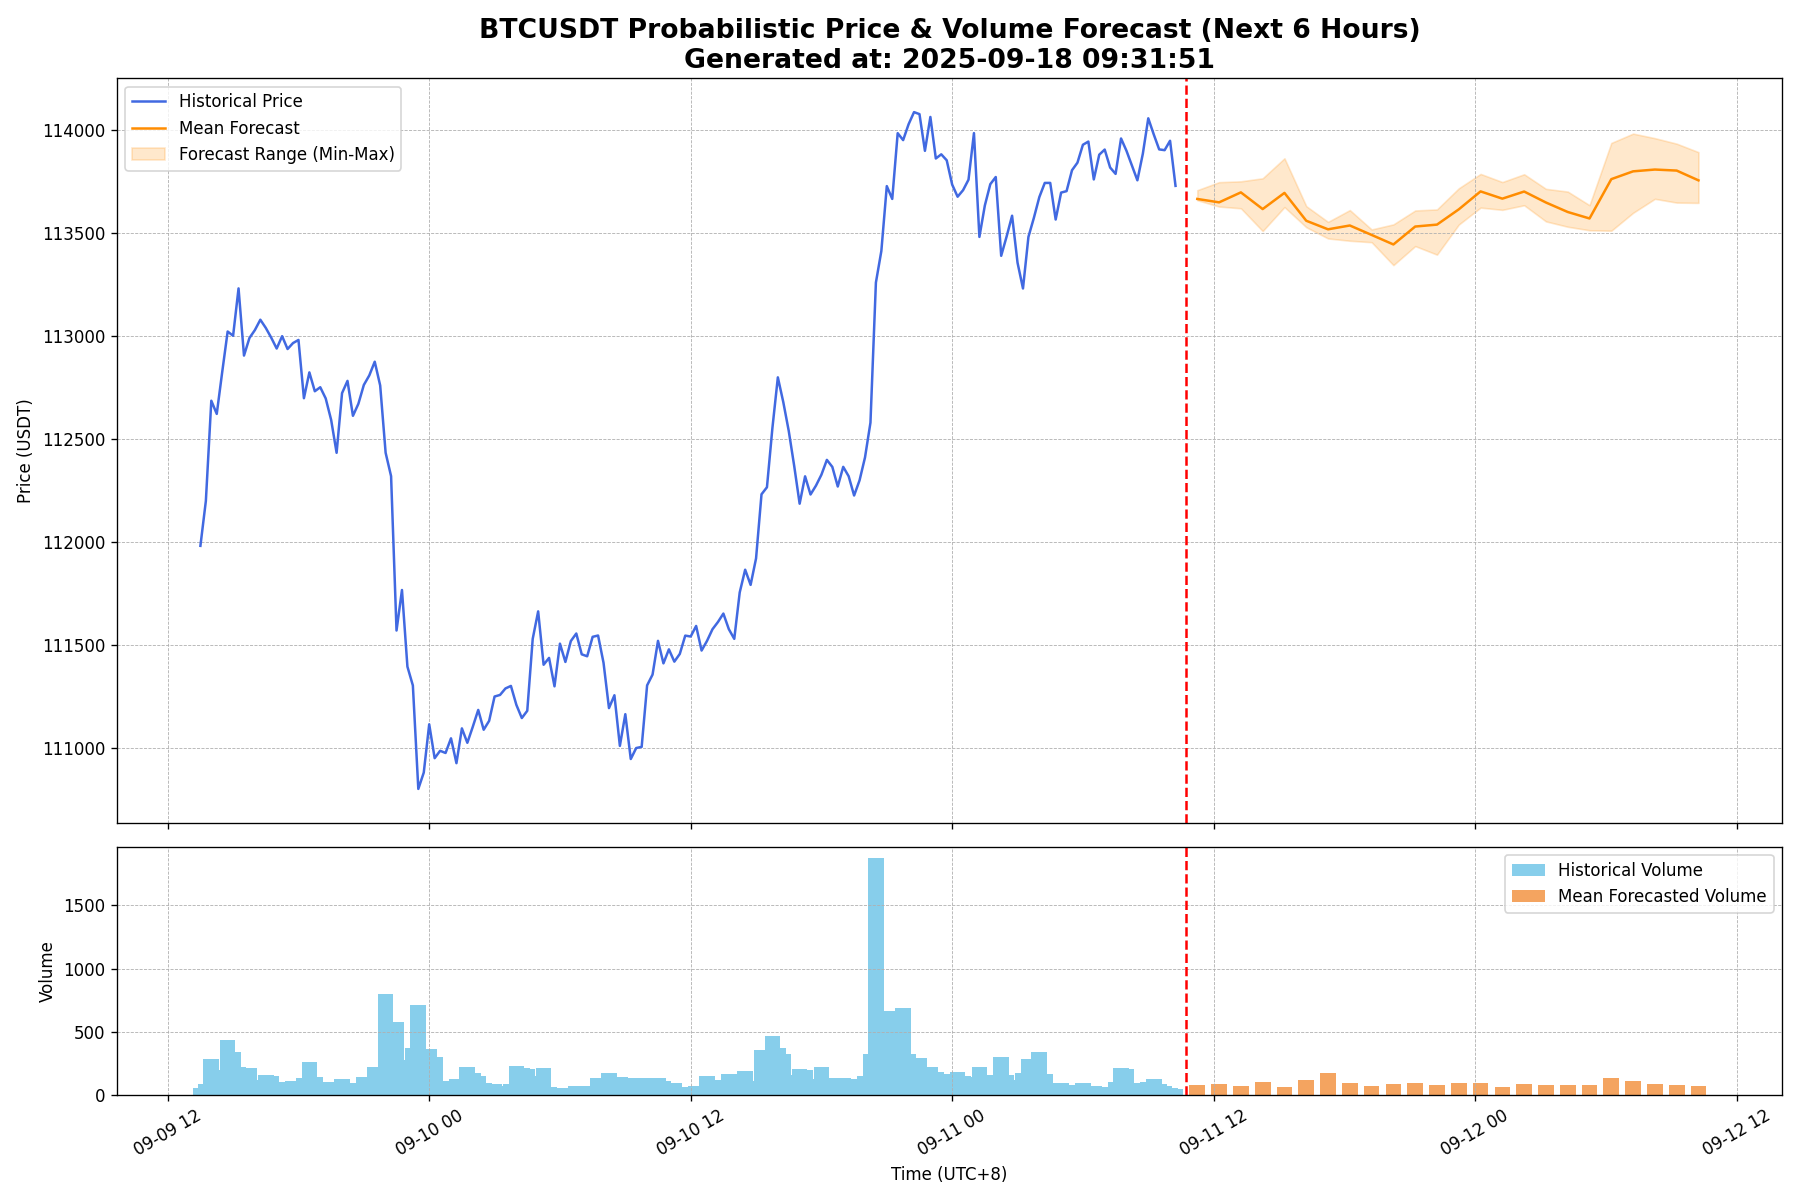 BTCUSDT Probabilistic Price & Volume Forecast (Next 6 Hours)
Generated at: 2025-09-18 09:31:51
Historical Price
Mean Forecast
Forecast Range (Min-Max)
114000
113500
113000
112500
112000
111500
111000
Price (USDT)
Historical Volume
Mean Forecasted Volume
1500
1000
500
0
Volume
09-09 12
09-10 00
09-10 12
09-11 00
09-11 12
09-12 00
09-12 12
Time (UTC+8)